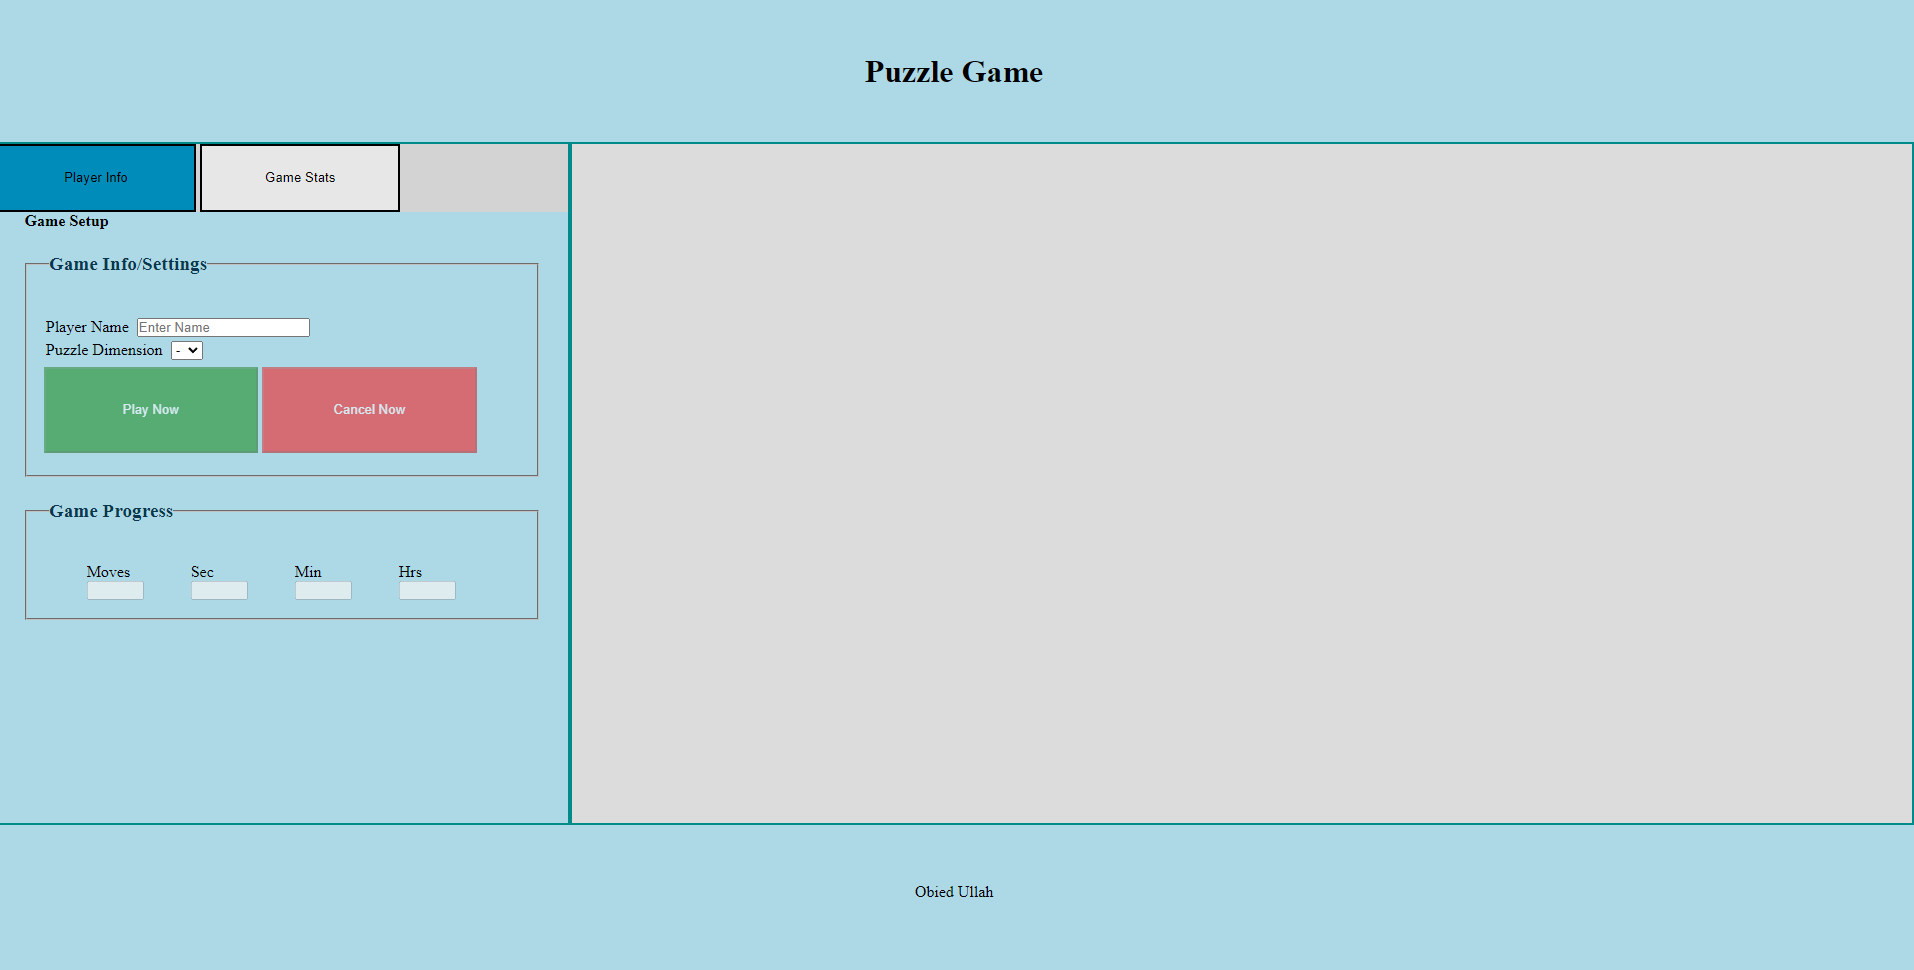 Puzzle Game
Player Info Game Stats
Game Setup
Game Info/Settings
Player Name Enter Name
Puzzle Dimension -
Play Now Cancel Now
Game Progress
Moves Sec Min Hrs
Obied Ullah